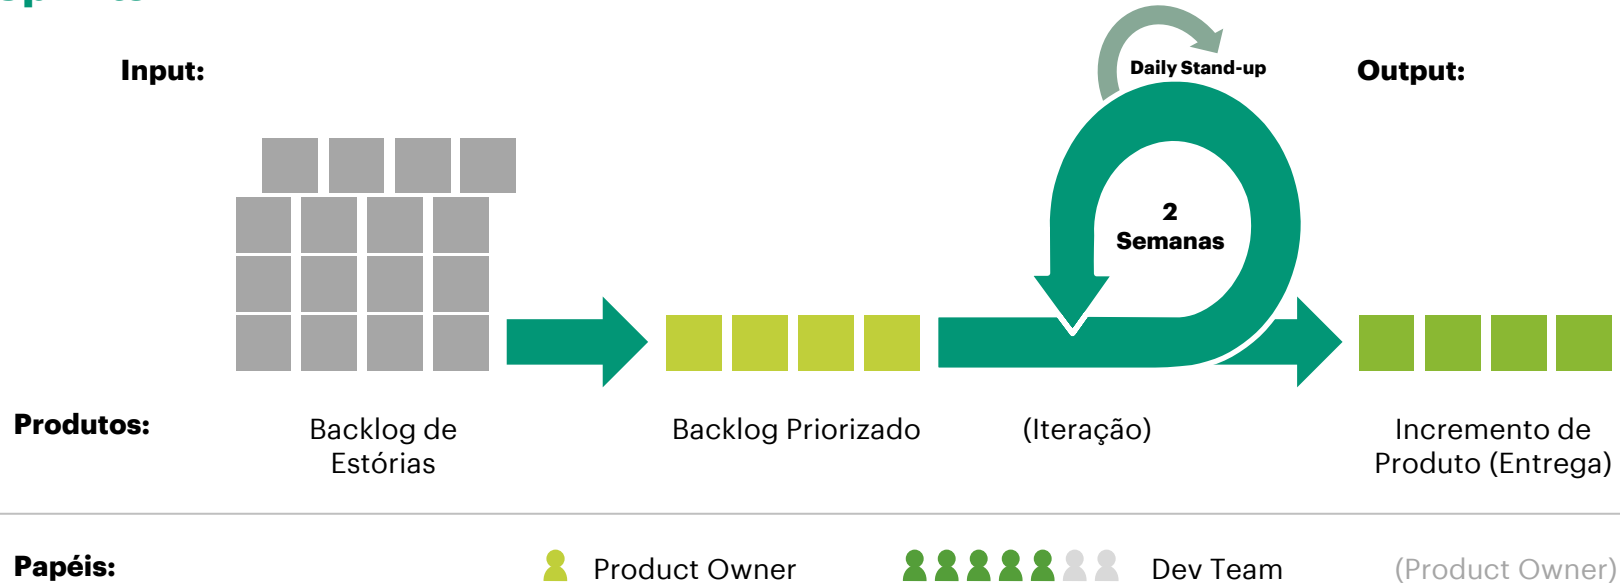 Input:
Daily Stand-up
Output:
2
Semanas
Produtos:
Backlog de
Estórias
Backlog Priorizado
(Iteração)
Incremento de
Produto (Entrega)
Papéis:
Product Owner
Dev Team
(Product Owner)